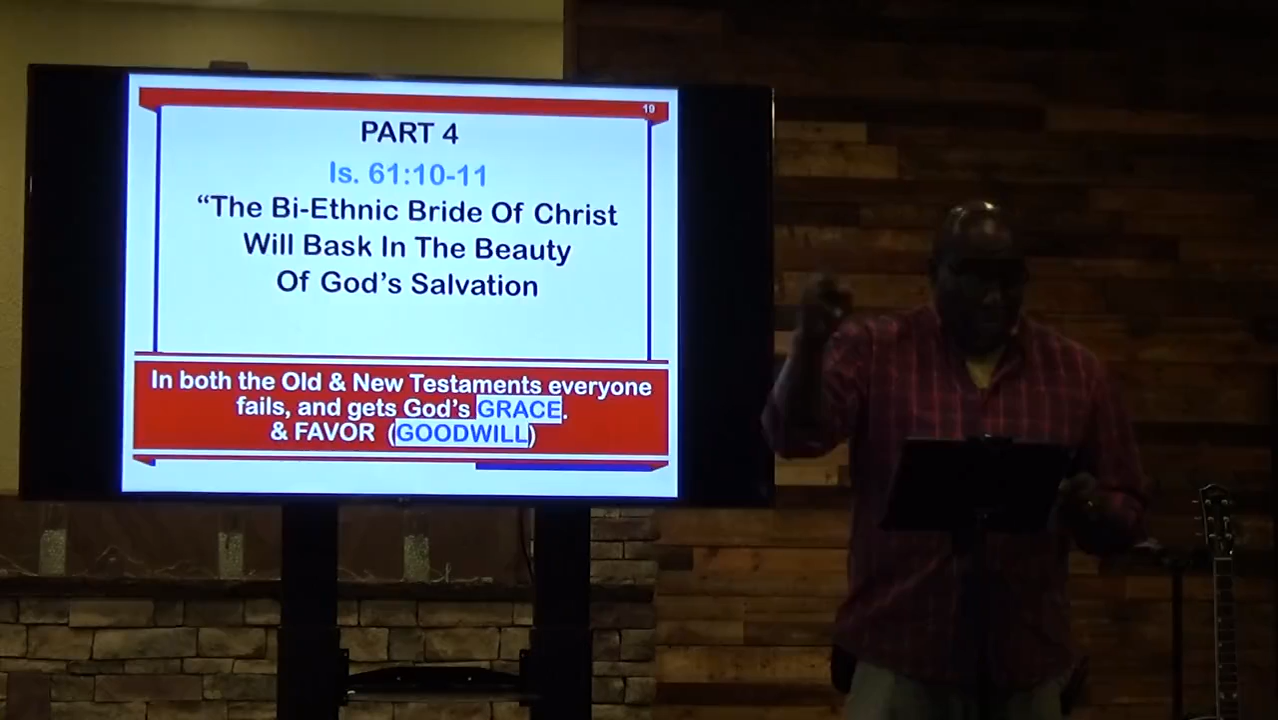 19
PART 4
Is. 61:10-11
“The Bi-Ethnic Bride Of Christ
Will Bask In The Beauty
Of God’s Salvation
In both the Old & New Testaments everyone
fails, and gets God’s GRACE.
& FAVOR (GOODWILL)